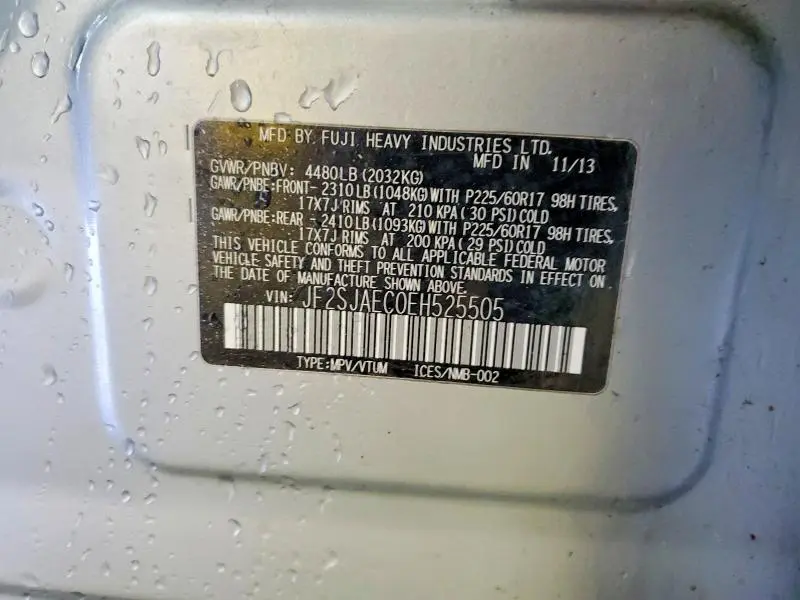 MFD BY FUJI HEAVY INDUSTRIES LTD.
MFD IN 11/13
GVWR/PNBV: 4480LB (2032KG)
GAWR/PNBE:FRONT- 2310LB(1048KG)WITH P225/60R17 98H TIRES,
17X7J RIMS AT 210 KPA(30 PSI)COLD
GAWR/PNBE:REAR - 2410LB(1093KG)WITH P225/60R17 98H TIRES,
17X7J RIMS AT 200 KPA(29 PSI)COLD
THIS VEHICLE CONFORMS TO ALL APPLICABLE FEDERAL MOTOR
VEHICLE SAFETY AND THEFT PREVENTION STANDARDS IN EFFECT ON
THE DATE OF MANUFACTURE SHOWN ABOVE.
VIN: JF2SJAEC0EH525505
TYPE:MPV/VTUM ICES/NMB-002